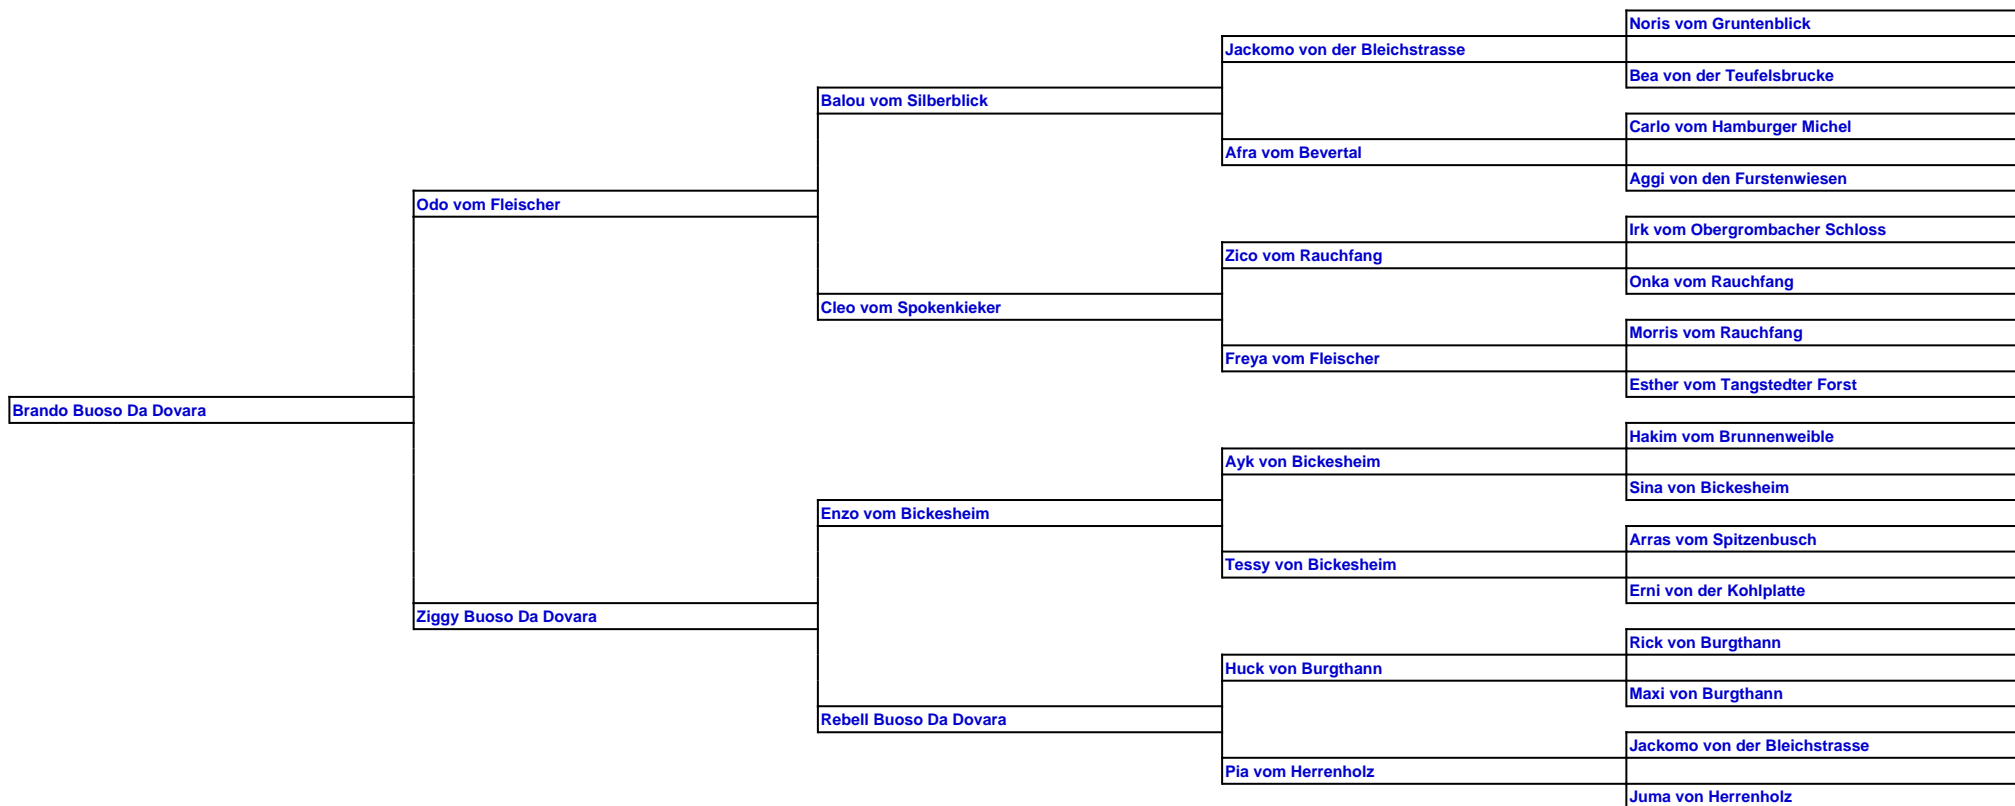 Noris vom Gruntenblick
Jackomo von der Bleichstrasse
Bea von der Teufelsbrucke
Balou vom Silberblick
Carlo vom Hamburger Michel
Afra vom Bevertal
Aggi von den Furstenwiesen
Odo vom Fleischer
Irk vom Obergrombacher Schloss
Zico vom Rauchfang
Onka vom Rauchfang
Cleo vom Spokenkieker
Morris vom Rauchfang
Freya vom Fleischer
Esther vom Tangstedter Forst
Brando Buoso Da Dovara
Hakim vom Brunnenweible
Ayk von Bickesheim
Sina von Bickesheim
Enzo vom Bickesheim
Arras vom Spitzenbusch
Tessy von Bickesheim
Erni von der Kohlplatte
Ziggy Buoso Da Dovara
Rick von Burgthann
Huck von Burgthann
Maxi von Burgthann
Rebell Buoso Da Dovara
Jackomo von der Bleichstrasse
Pia vom Herrenholz
Juma von Herrenholz